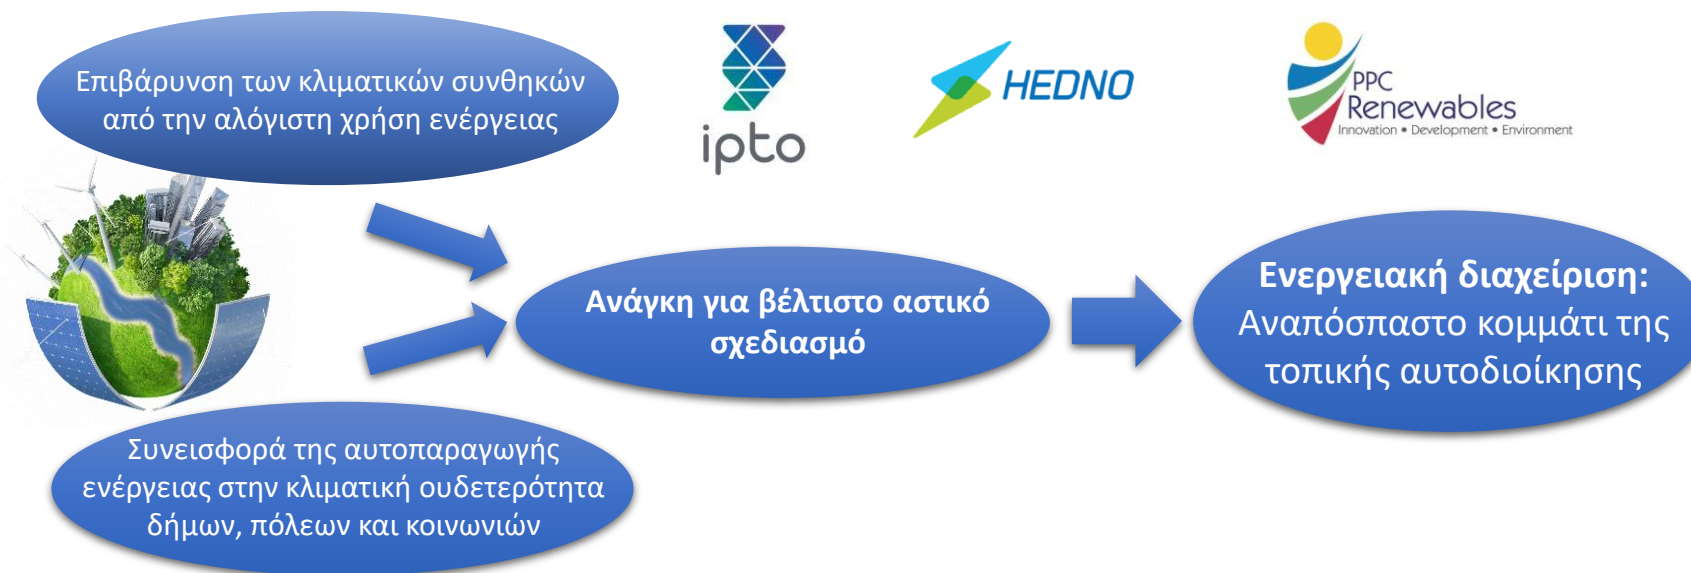 Επιβάρυνση των κλιματικών συνθηκών
από την αλόγιστη χρήση ενέργειας
ipto
HEDNO
PPC
Renewables
Innovation • Development • Environment
Ανάγκη για βέλτιστο αστικό
σχεδιασμό
Ενεργειακή διαχείριση:
Αναπόσπαστο κομμάτι της
τοπικής αυτοδιοίκησης
Συνεισφορά της αυτοπαραγωγής
ενέργειας στην κλιματική ουδετερότητα
δήμων, πόλεων και κοινωνιών